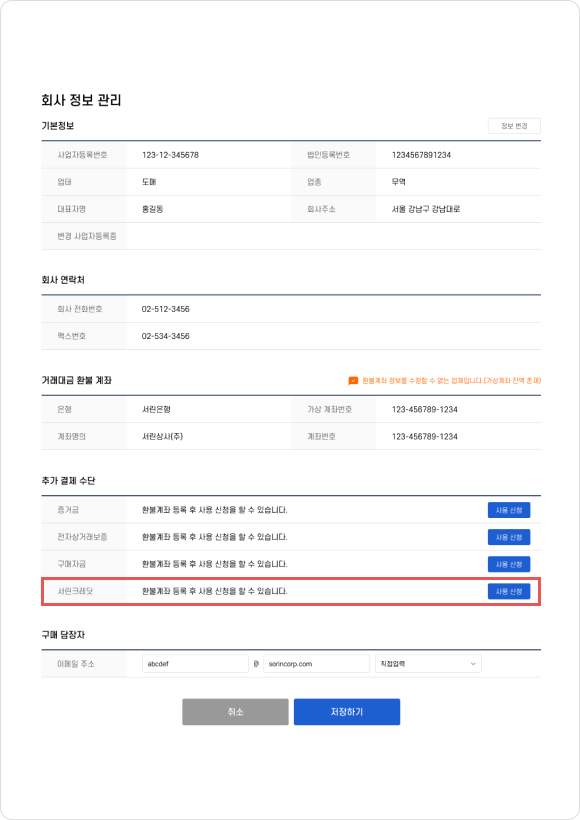 회사 정보 관리
기본정보
정보 변경
사업자등록번호 123-12-345678 법인등록번호 1234567891234
업태 도매 업종 무역
대표자명 홍길동 회사주소 서울 강남구 강남대로
변경 사업자등록증
회사 연락처
회사 전화번호 02-512-3456
팩스번호 02-534-3456
거래대금 환불 계좌
환불계좌 정보를 수정할 수 없는 업체입니다.(가상계좌 잔액 존재)
은행 서린은행 가상 계좌번호 123-456789-1234
계좌명의 서린상사(주) 계좌번호 123-456789-1234
추가 결제 수단
증거금 환불계좌 등록 후 사용 신청을 할 수 있습니다. 사용 신청
전자상거래보증 환불계좌 등록 후 사용 신청을 할 수 있습니다. 사용 신청
구매자금 환불계좌 등록 후 사용 신청을 할 수 있습니다. 사용 신청
서린크레딧 환불계좌 등록 후 사용 신청을 할 수 있습니다. 사용 신청
구매 담장자
이메일 주소 abcdef @ sorincorp.com 직접입력
취소 저장하기